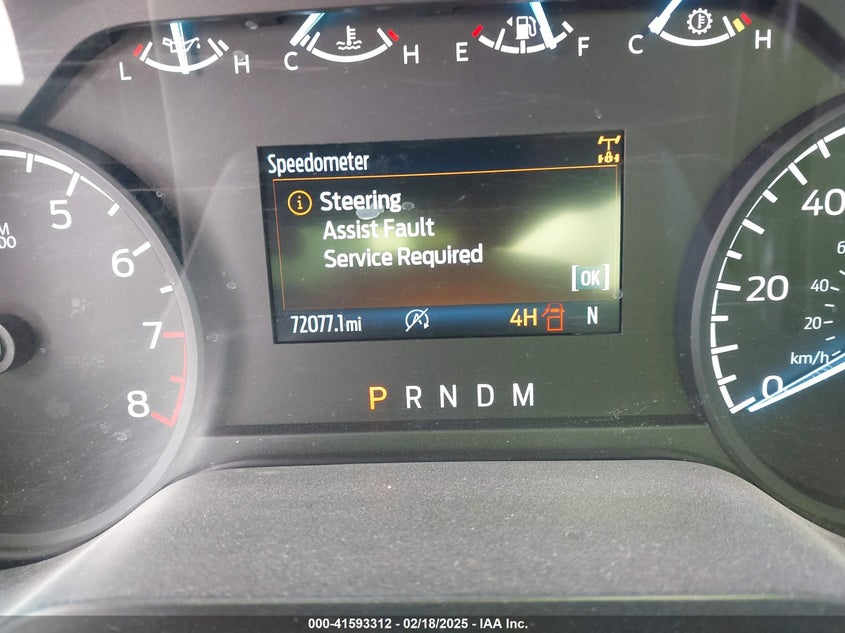 L H C H E F C H
Speedometer
Steering
Assist Fault
Service Required
[OK]
72077.1mi 4H N
P R N D M
5
6
7
8
BRAKE
40
20
0
40
20
km/h
000-41593312 - 02/18/2025 - IAA Inc.